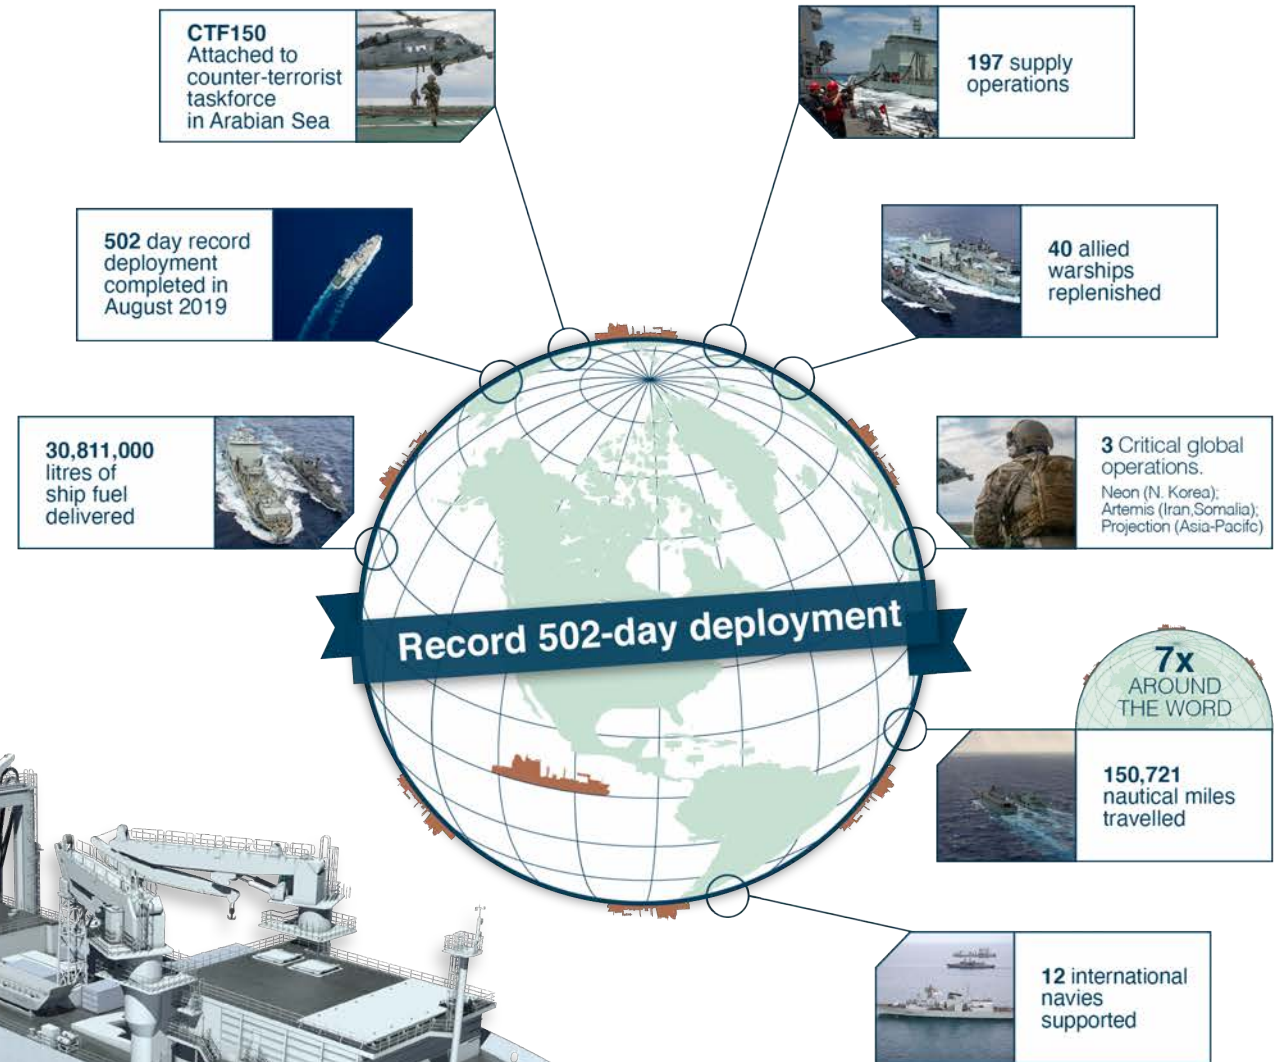 CTF150
Attached to
counter-terrorist
taskforce
in Arabian Sea
197 supply
operations
502 day record
deployment
completed in
August 2019
40 allied
warships
replenished
30,811,000
litres of
ship fuel
delivered
3 Critical global
operations.
Neon (N. Korea);
Artemis (Iran,Somalia);
Projection (Asia-Pacifc)
Record 502-day deployment
7x
AROUND
THE WORD
150,721
nautical miles
travelled
12 international
navies
supported